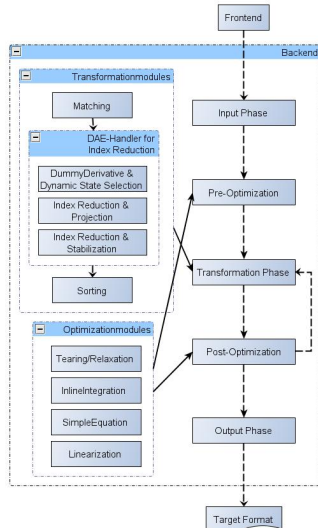 Frontend
Backend
Transformationmodules
Matching
DAE-Handler for
Index Reduction
DummyDerivative &
Dynamic State Selection
Index Reduction &
Projection
Index Reduction &
Stabilization
Sorting
Optimizationmodules
Tearing/Relaxation
InlineIntegration
SimpleEquation
Linearization
Input Phase
Pre-Optimization
Transformation Phase
Post-Optimization
Output Phase
Target Format